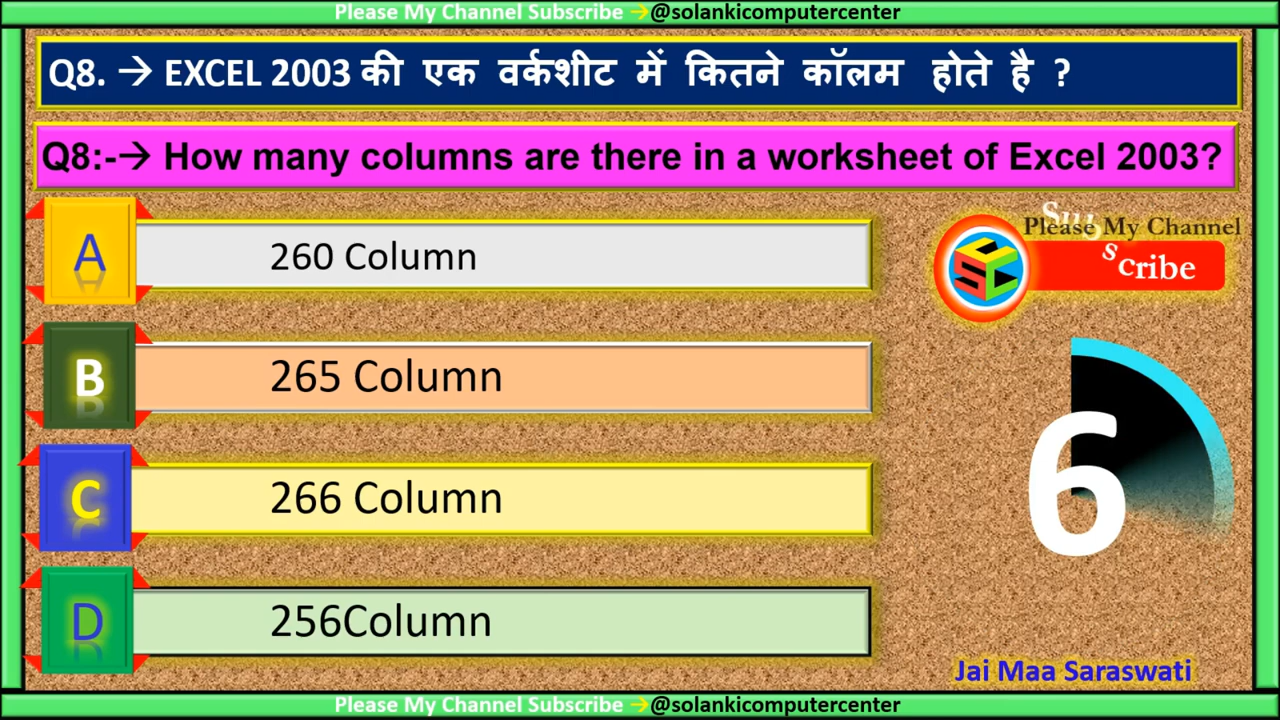 Please My Channel Subscribe →@solankicomputercenter
Q8. → EXCEL 2003 की एक वर्कशीट में कितने कॉलम होते है ?
Q8:-→ How many columns are there in a worksheet of Excel 2003?
A 260 Column
Please My Channel
Subscribe
B 265 Column
6
C 266 Column
D 256Column
Jai Maa Saraswati
Please My Channel Subscribe →@solankicomputercenter